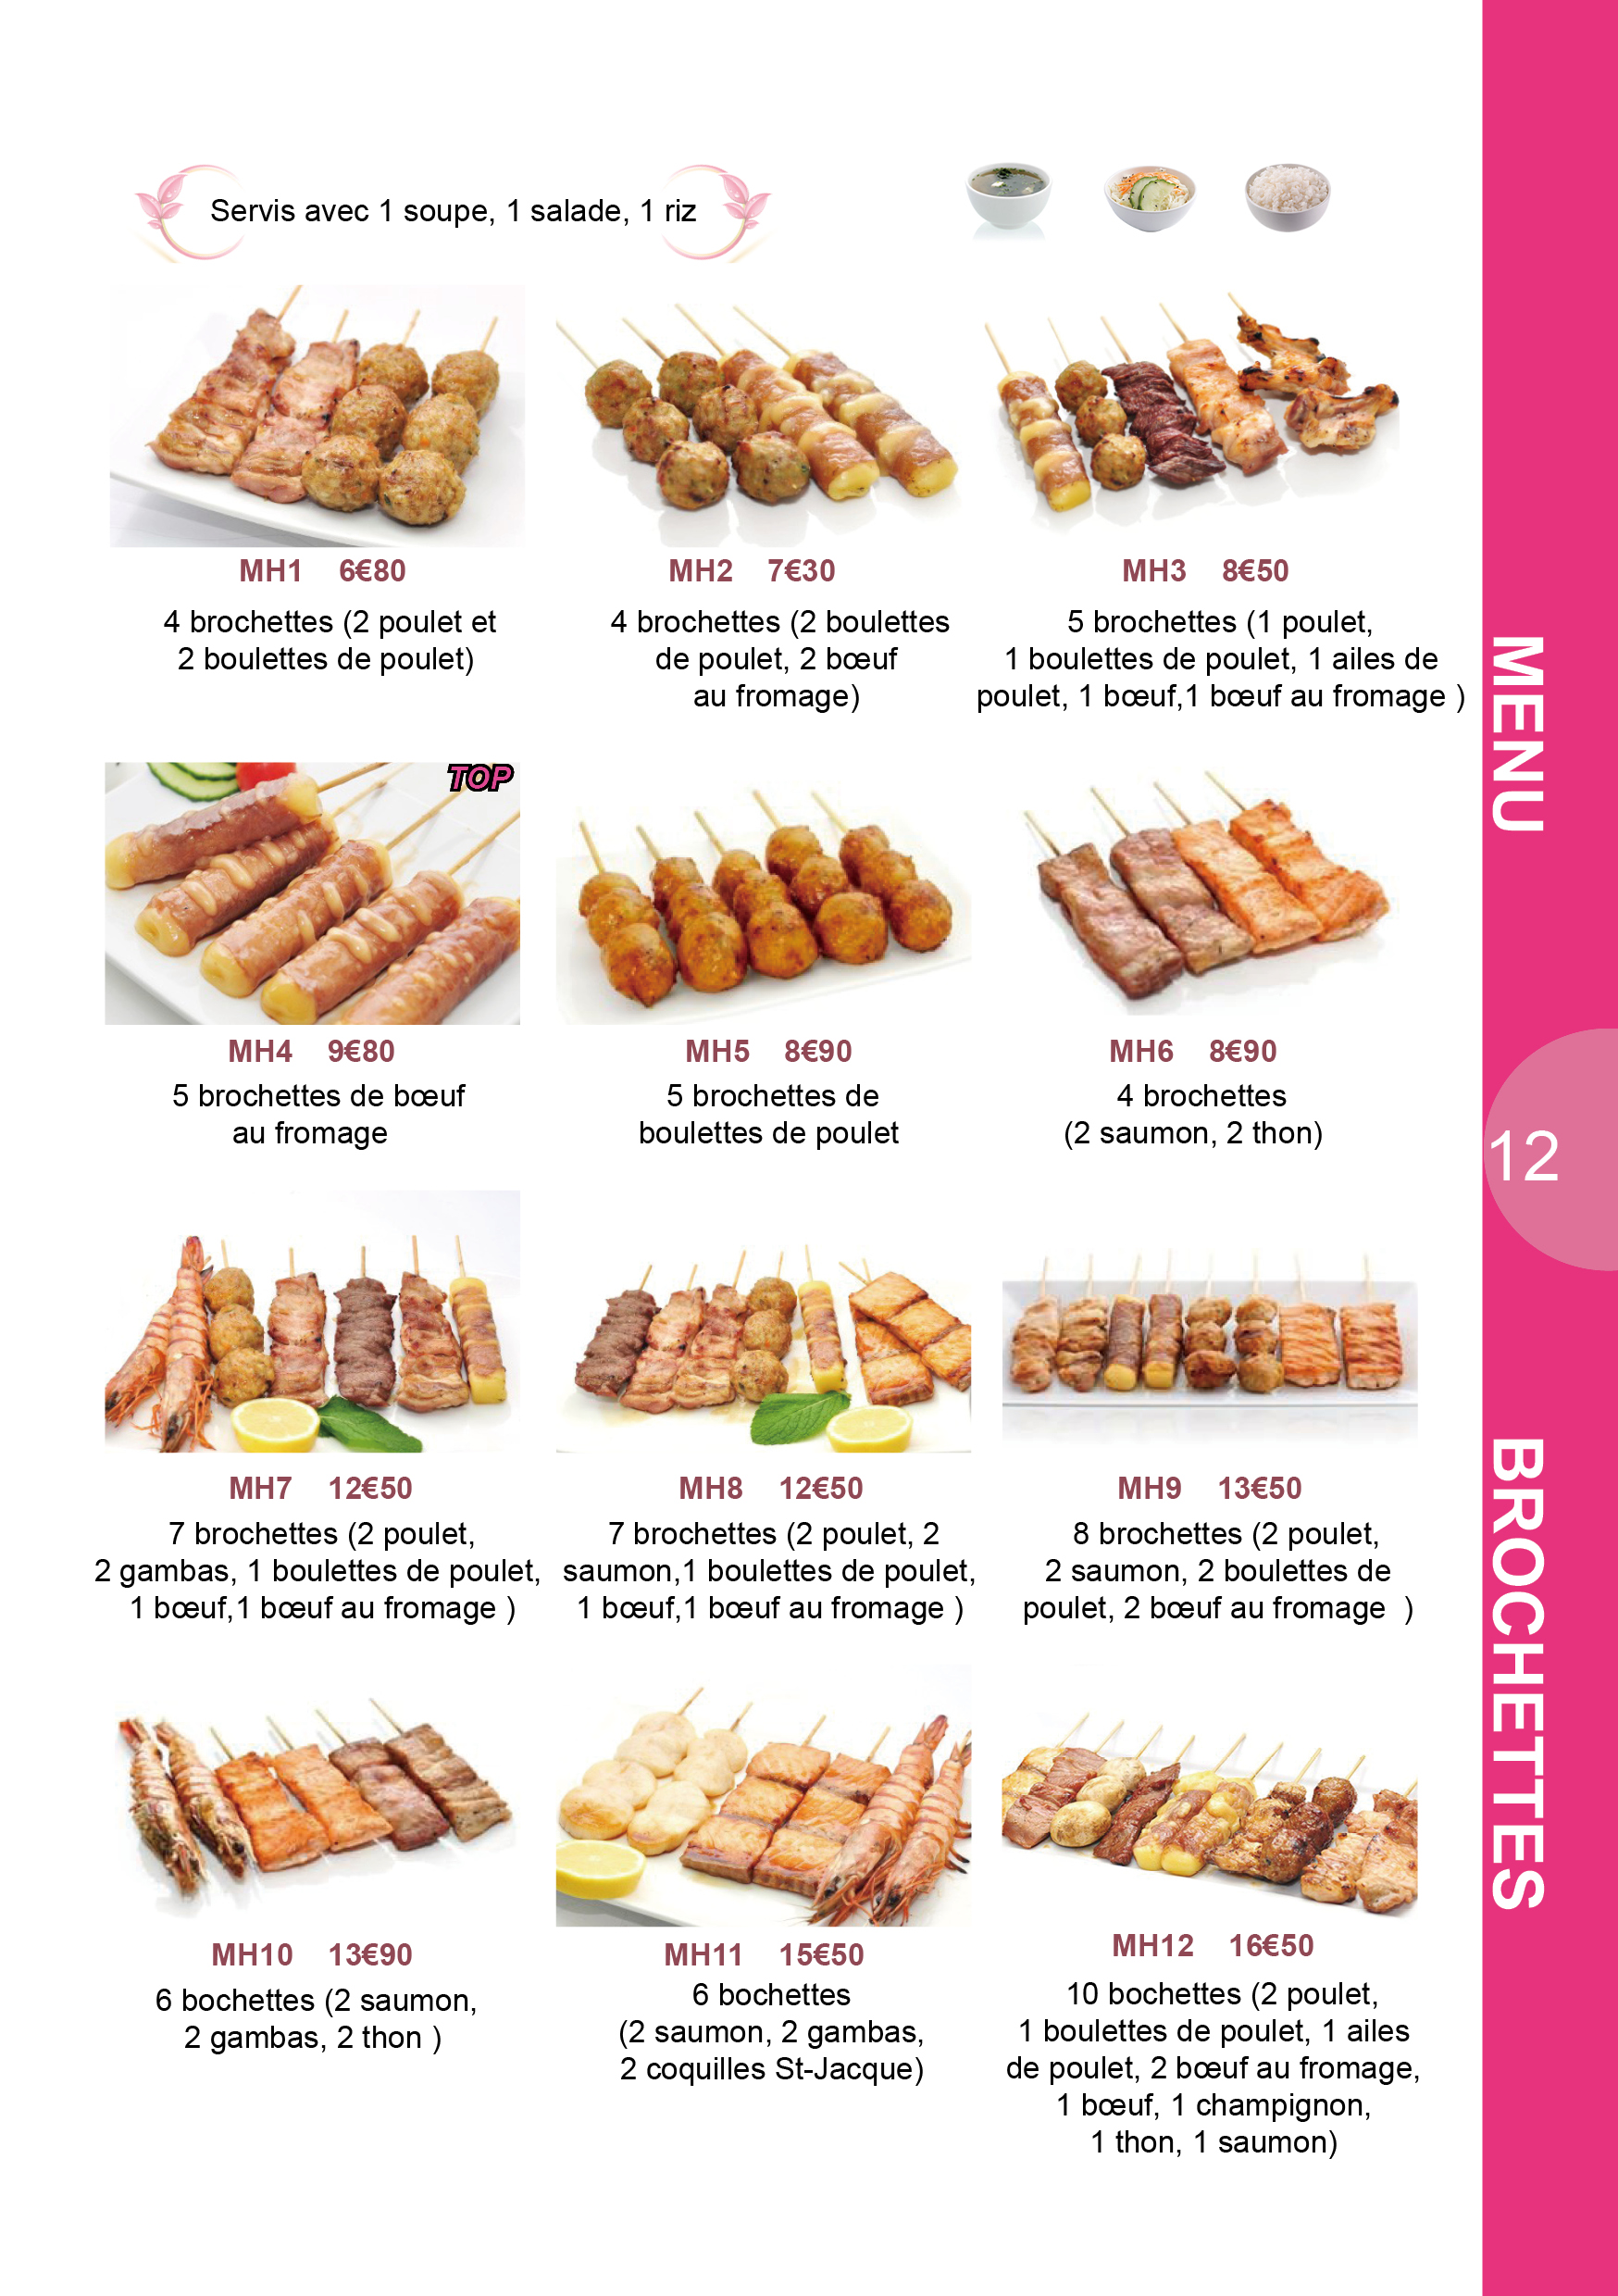 Servis avec 1 soupe, 1 salade, 1 riz
MH1 6€80
4 brochettes (2 poulet et
2 boulettes de poulet)
MH2 7€30
4 brochettes (2 boulettes
de poulet, 2 bœuf
au fromage)
MH3 8€50
5 brochettes (1 poulet,
1 boulettes de poulet, 1 ailes de
poulet, 1 bœuf,1 bœuf au fromage )
TOP
MH4 9€80
5 brochettes de bœuf
au fromage
MH5 8€90
5 brochettes de
boulettes de poulet
MH6 8€90
4 brochettes
(2 saumon, 2 thon)
MH7 12€50
7 brochettes (2 poulet,
2 gambas, 1 boulettes de poulet,
1 bœuf,1 bœuf au fromage )
MH8 12€50
7 brochettes (2 poulet, 2
saumon,1 boulettes de poulet,
1 bœuf,1 bœuf au fromage )
MH9 13€50
8 brochettes (2 poulet,
2 saumon, 2 boulettes de
poulet, 2 bœuf au fromage )
MH10 13€90
6 bochettes (2 saumon,
2 gambas, 2 thon )
MH11 15€50
6 bochettes
(2 saumon, 2 gambas,
2 coquilles St-Jacque)
MH12 16€50
10 bochettes (2 poulet,
1 boulettes de poulet, 1 ailes
de poulet, 2 bœuf au fromage,
1 bœuf, 1 champignon,
1 thon, 1 saumon)
MENU
12
BROCHETTES